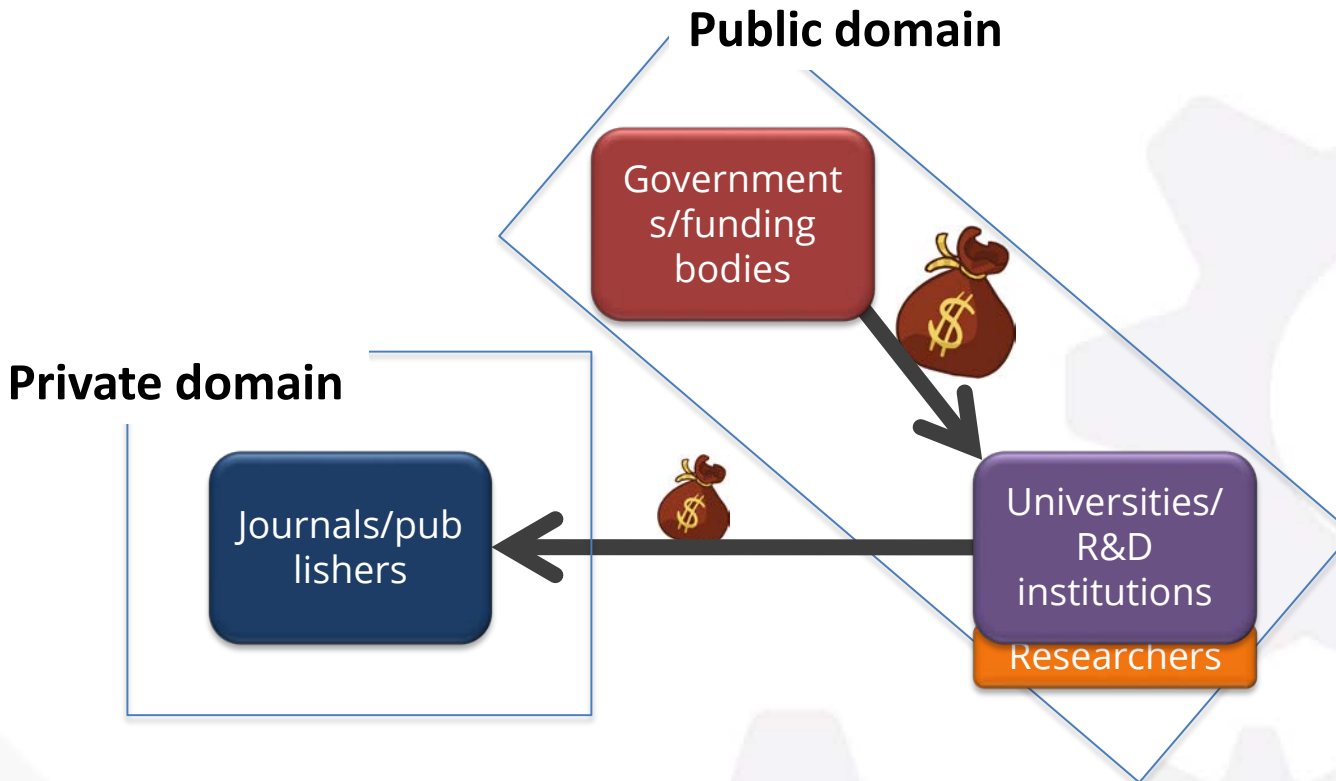 Public domain
Government
s/funding
bodies
Private domain
Journals/pub
lishers
Universities/
R&D
institutions
Researchers